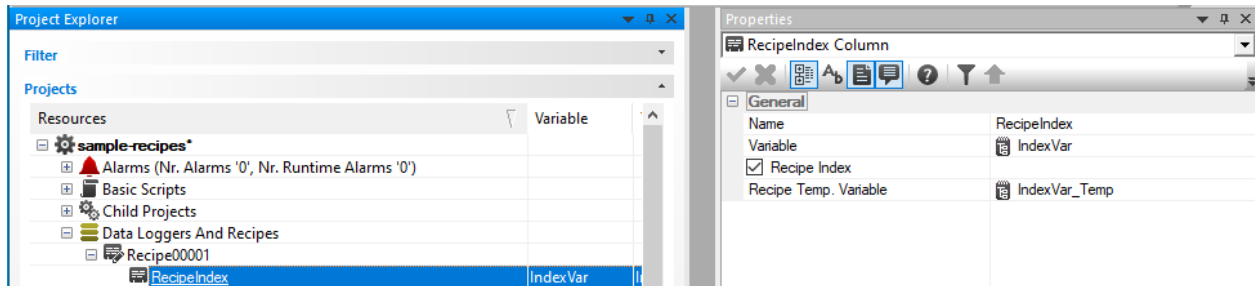 Project Explorer
Filter
Projects
Resources Variable
sample-recipes*
Alarms (Nr. Alarms '0', Nr. Runtime Alarms '0')
Basic Scripts
Child Projects
Data Loggers And Recipes
Recipe00001
RecipeIndex IndexVar
Properties
RecipeIndex Column
General
Name RecipeIndex
Variable IndexVar
Recipe Index
Recipe Temp. Variable IndexVar_Temp